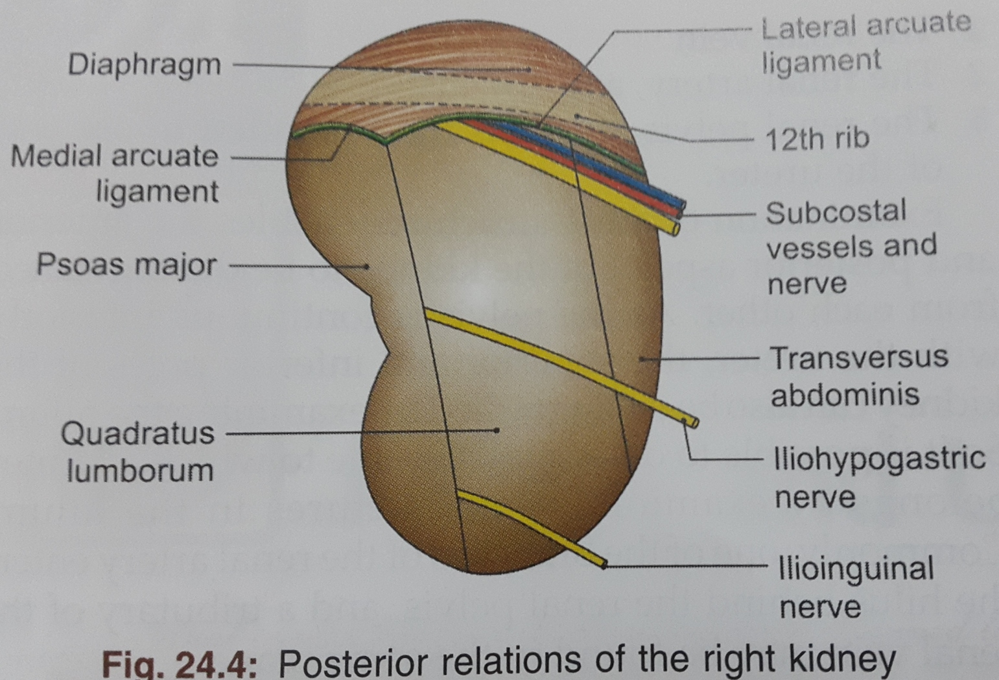 Diaphragm
Medial arcuate
ligament
Psoas major
Quadratus
lumborum
Lateral arcuate
ligament
12th rib
Subcostal
vessels and
nerve
Transversus
abdominis
Iliohypogastric
nerve
Ilioinguinal
nerve
Fig. 24.4: Posterior relations of the right kidney